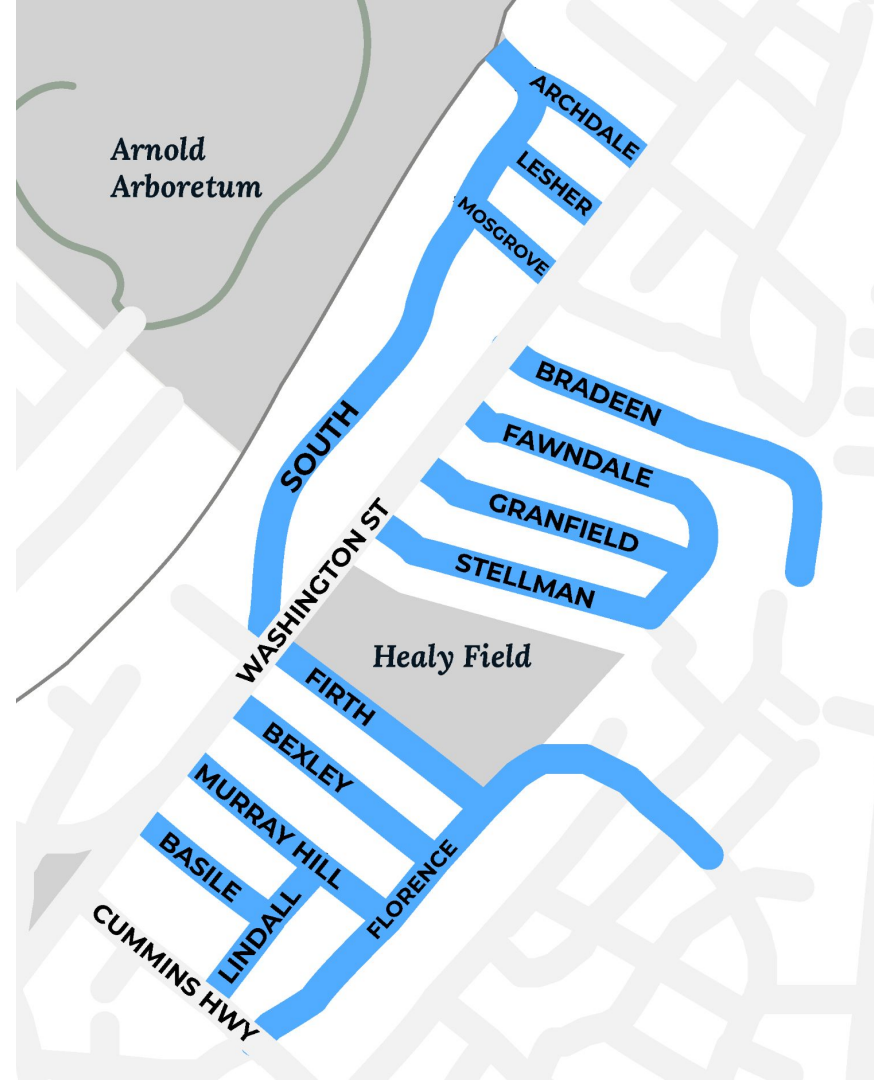 ARCHDALE
Arnold
Arboretum
LESHER
MOSGROVE
BRADEEN
SOUTH
FAWNDALE
GRANFIELD
STELLMAN
WASHINGTON ST
Healy Field
FIRTH
BEXLEY
MURRAY HILL
BASILE
FLORENCE
LINDALL
CUMMINS HWY